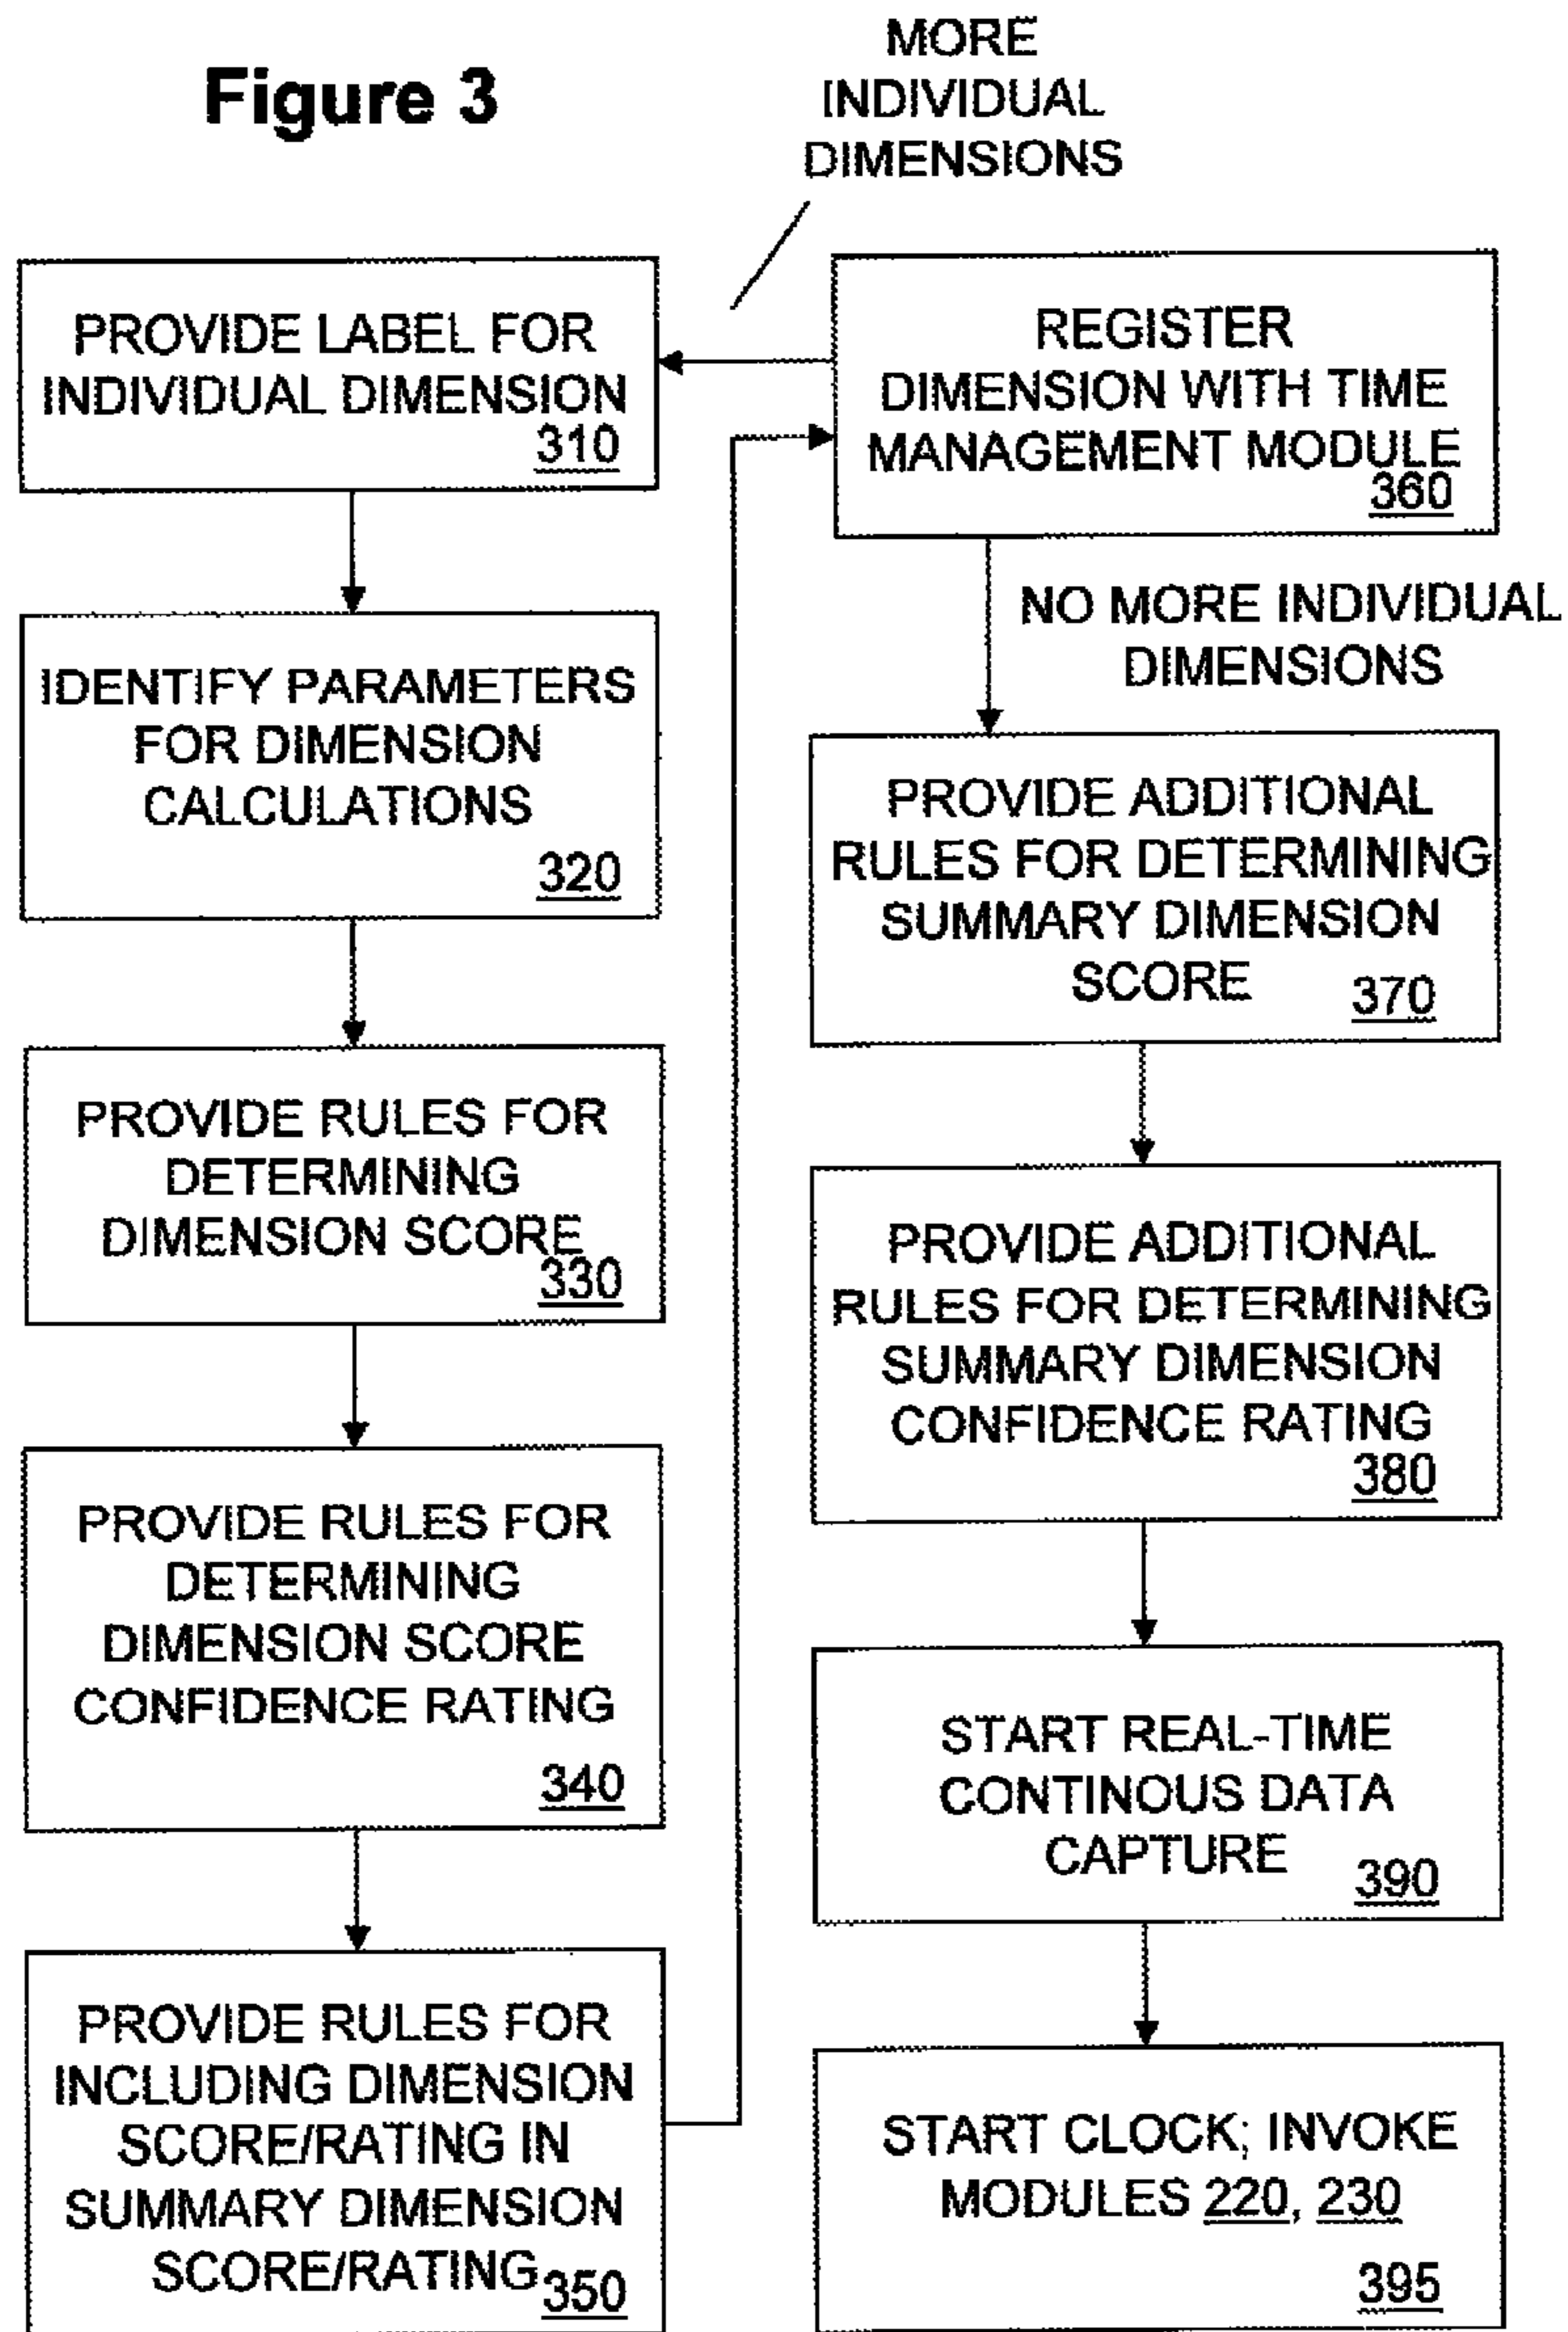 Figure 3
MORE
INDIVIDUAL
DIMENSIONS
PROVIDE LABEL FOR
INDIVIDUAL DIMENSION
310
IDENTIFY PARAMETERS
FOR DIMENSION
CALCULATIONS
320
PROVIDE RULES FOR
DETERMINING
DIMENSION SCORE
330
PROVIDE RULES FOR
DETERMINING
DIMENSION SCORE
CONFIDENCE RATING
340
PROVIDE RULES FOR
INCLUDING DIMENSION
SCORE/RATING IN
SUMMARY DIMENSION
SCORE/RATING
350
REGISTER
DIMENSION WITH TIME
MANAGEMENT MODULE
360
NO MORE INDIVIDUAL
DIMENSIONS
PROVIDE ADDITIONAL
RULES FOR DETERMINING
SUMMARY DIMENSION
SCORE 370
PROVIDE ADDITIONAL
RULES FOR DETERMINING
SUMMARY DIMENSION
CONFIDENCE RATING
380
START REAL-TIME
CONTINOUS DATA
CAPTURE 390
START CLOCK; INVOKE
MODULES 220, 230
395